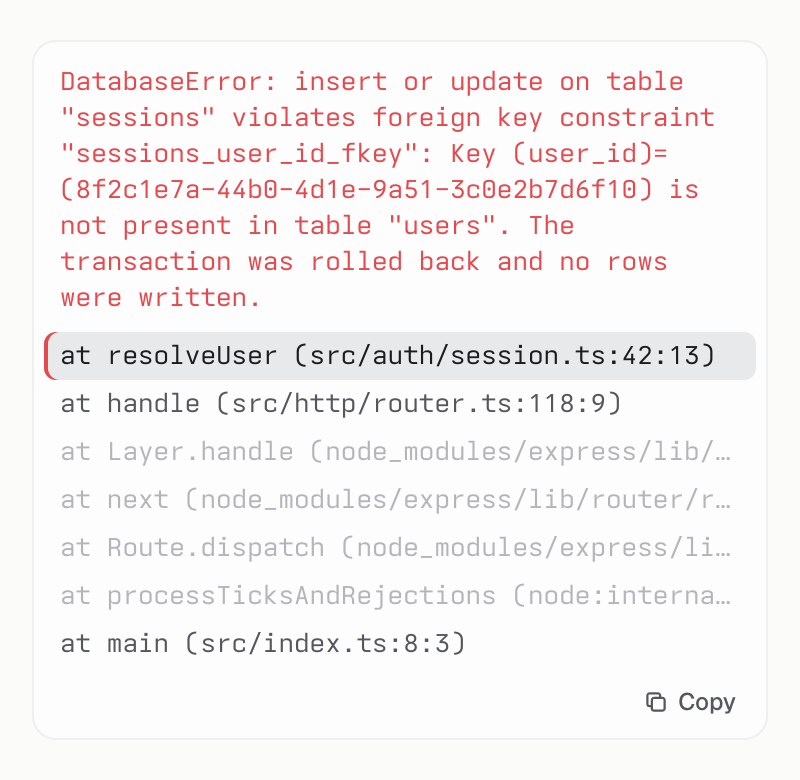 DatabaseError: insert or update on table
"sessions" violates foreign key constraint
"sessions_user_id_fkey": Key (user_id)=
(8f2c1e7a-44b0-4d1e-9a51-3c0e2b7d6f10) is
not present in table "users". The
transaction was rolled back and no rows
were written.
at resolveUser (src/auth/session.ts:42:13)
at handle (src/http/router.ts:118:9)
at Layer.handle (node_modules/express/lib/…
at next (node_modules/express/lib/router/r…
at Route.dispatch (node_modules/express/li…
at processTicksAndRejections (node:interna…
at main (src/index.ts:8:3)
Copy